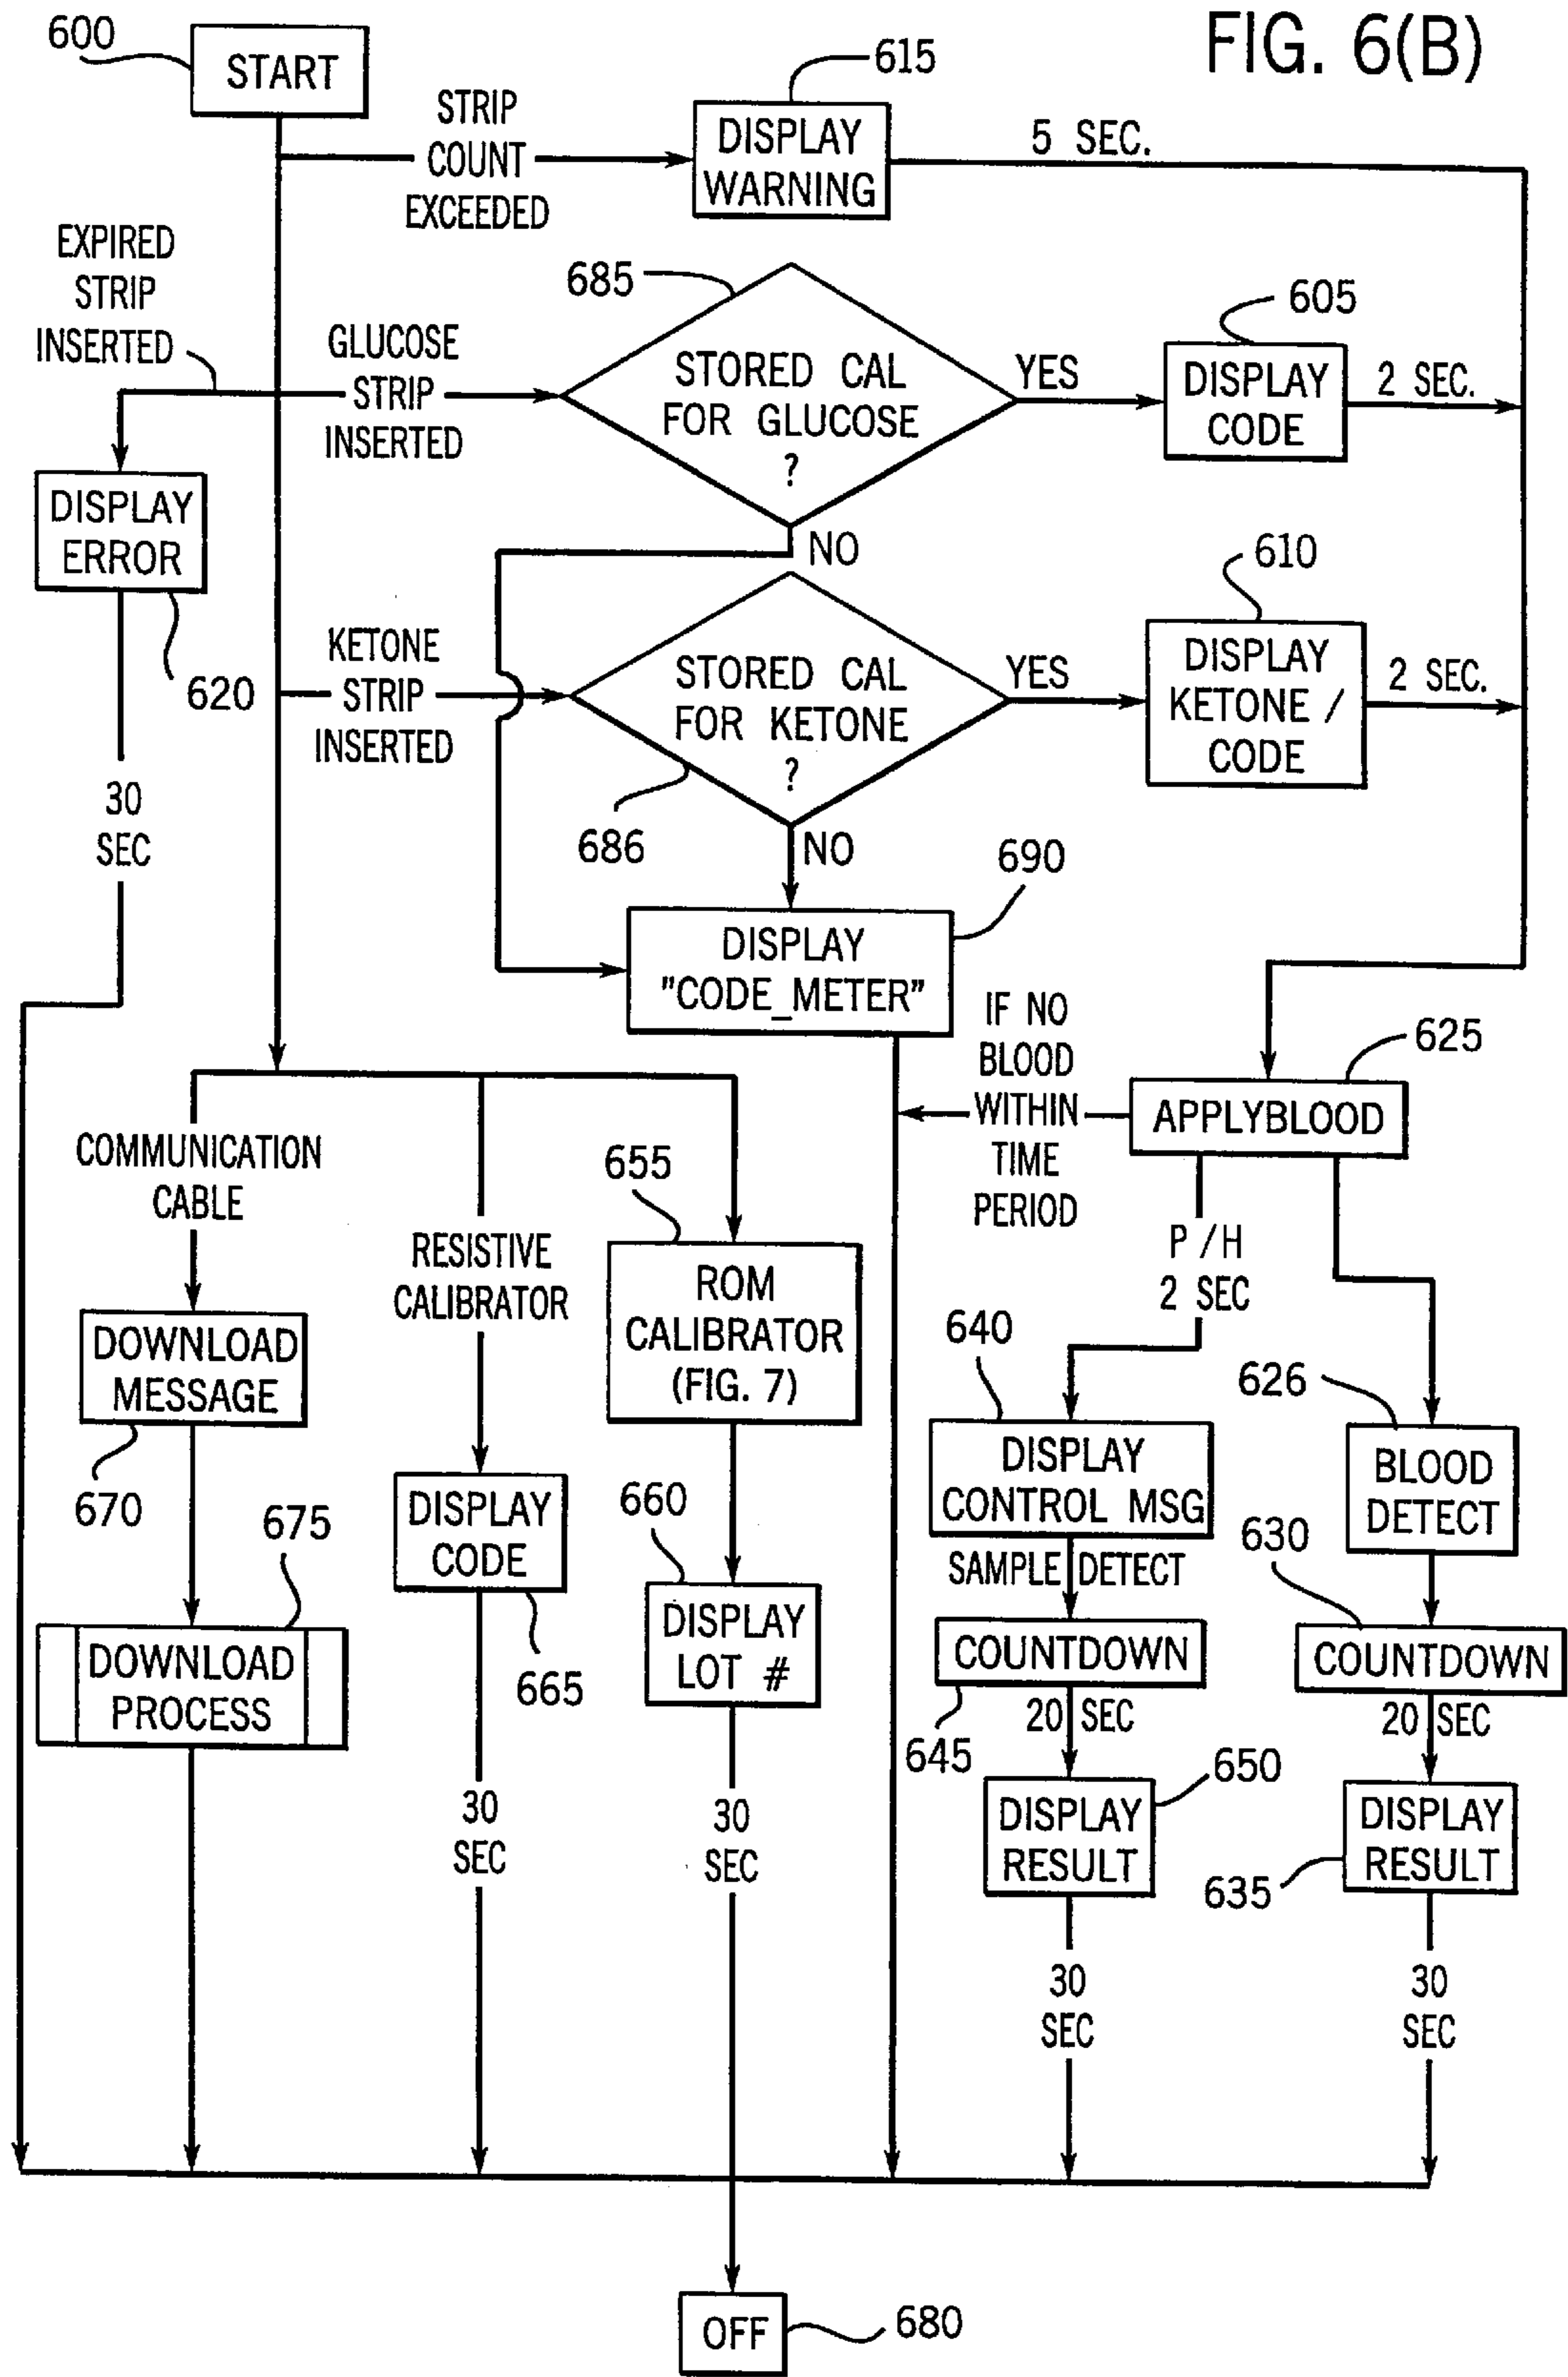 FIG. 6(B)
600
START
615
STRIP
COUNT
EXCEEDED
DISPLAY
WARNING
5 SEC.
EXPIRED
STRIP
INSERTED
685
605
GLUCOSE
STRIP
INSERTED
STORED CAL
FOR GLUCOSE
?
YES
DISPLAY
CODE
2 SEC.
DISPLAY
ERROR
620
NO
610
KETONE
STRIP
INSERTED
STORED CAL
FOR KETONE
?
YES
DISPLAY
KETONE /
CODE
2 SEC.
30
SEC
686
NO
690
DISPLAY
"CODE_METER"
IF NO
BLOOD
WITHIN
TIME
PERIOD
625
APPLYBLOOD
COMMUNICATION
CABLE
655
RESISTIVE
CALIBRATOR
ROM
CALIBRATOR
(FIG. 7)
P /H
2 SEC
640
626
DOWNLOAD
MESSAGE
670
DISPLAY
CONTROL MSG
BLOOD
DETECT
675
DISPLAY
CODE
665
660
SAMPLE DETECT
630
DOWNLOAD
PROCESS
DISPLAY
LOT #
COUNTDOWN
COUNTDOWN
645
20 SEC
20 SEC
650
DISPLAY
RESULT
DISPLAY
RESULT
635
30
SEC
30
SEC
30
SEC
30
SEC
OFF
680